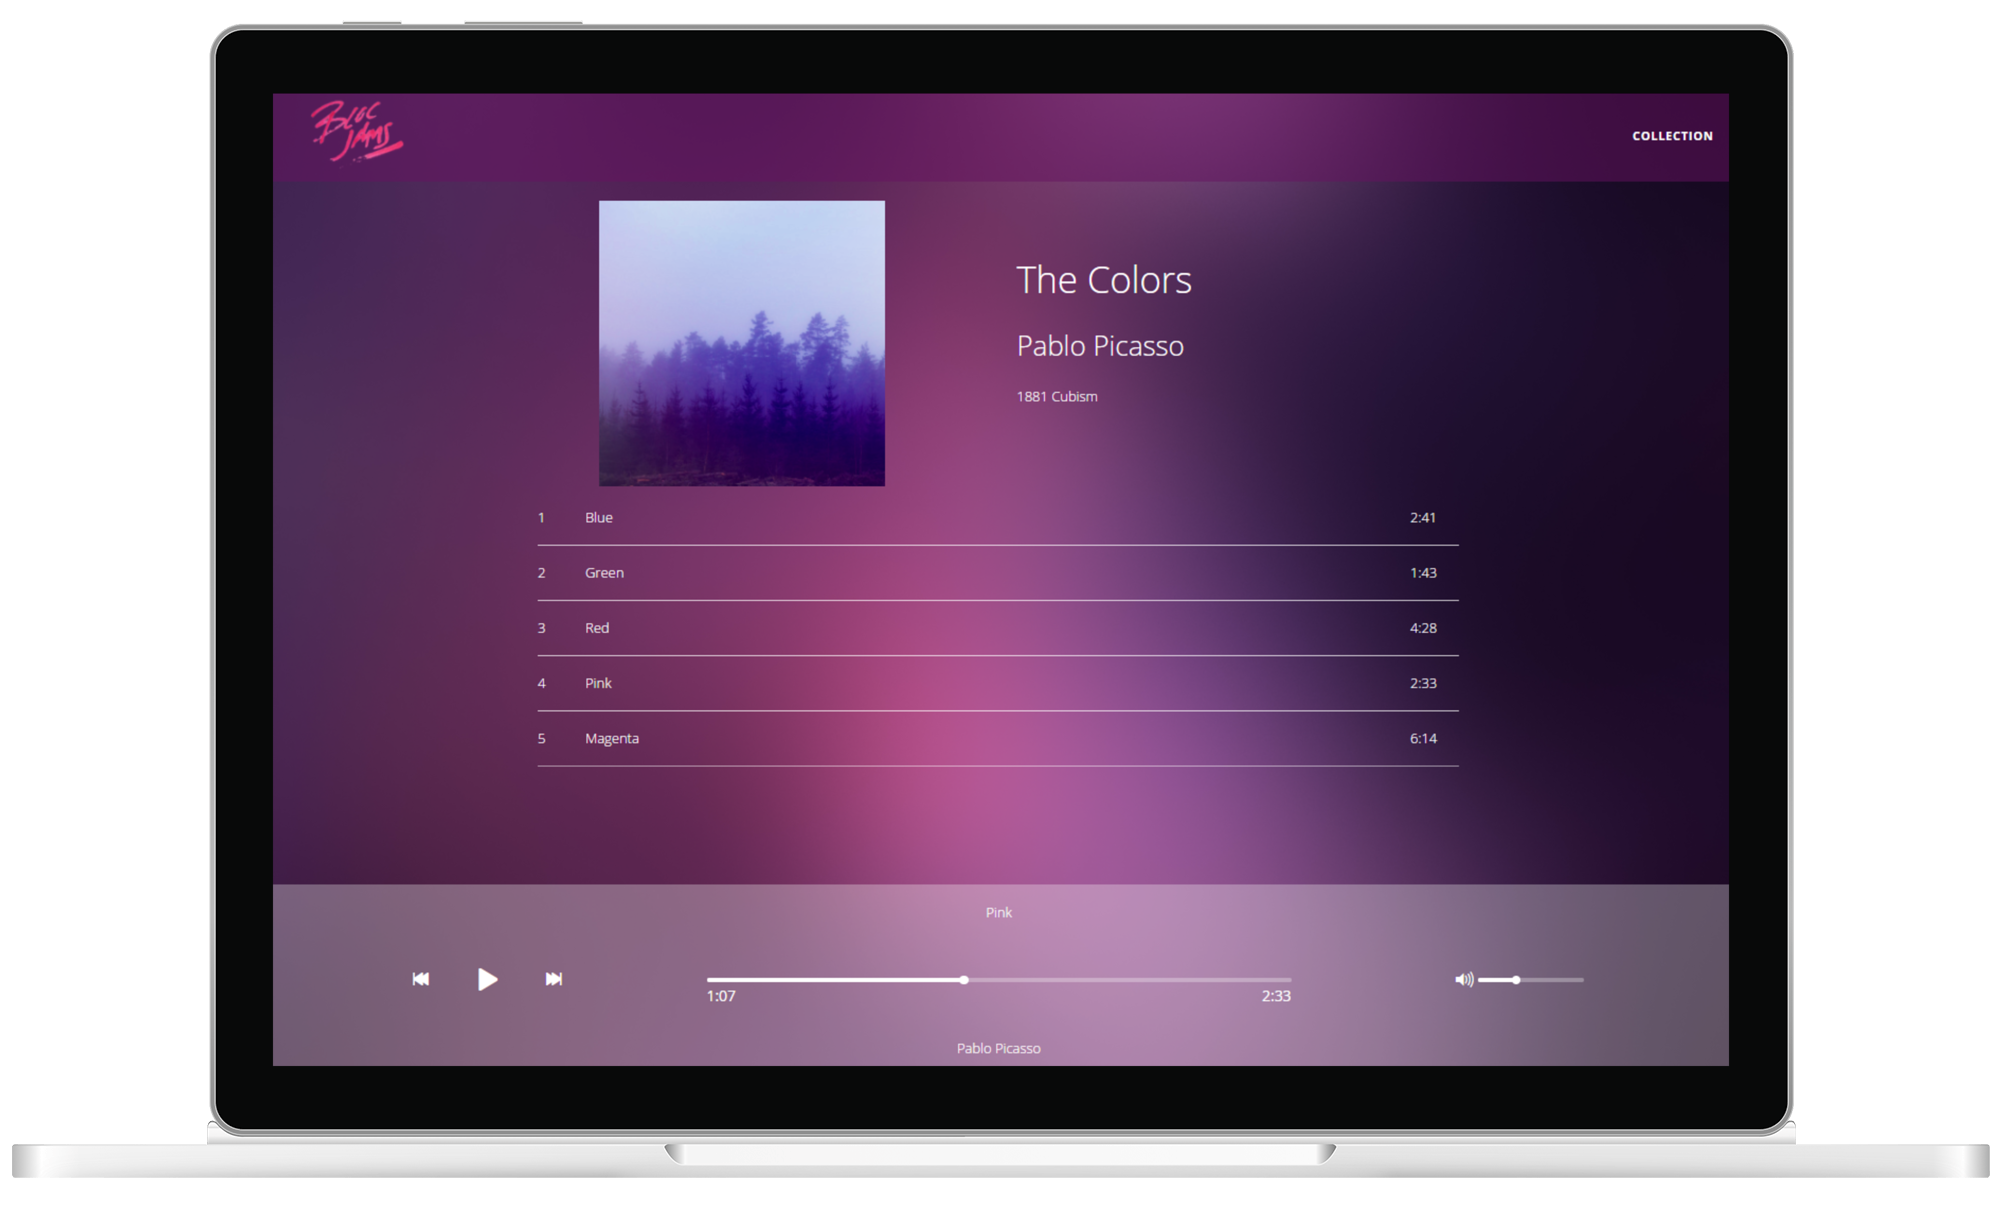 BLOC
JAMS
COLLECTION
The Colors
Pablo Picasso
1881 Cubism
1 Blue 2:41
2 Green 1:43
3 Red 4:28
4 Pink 2:33
5 Magenta 6:14
Pink
1:07 2:33
Pablo Picasso